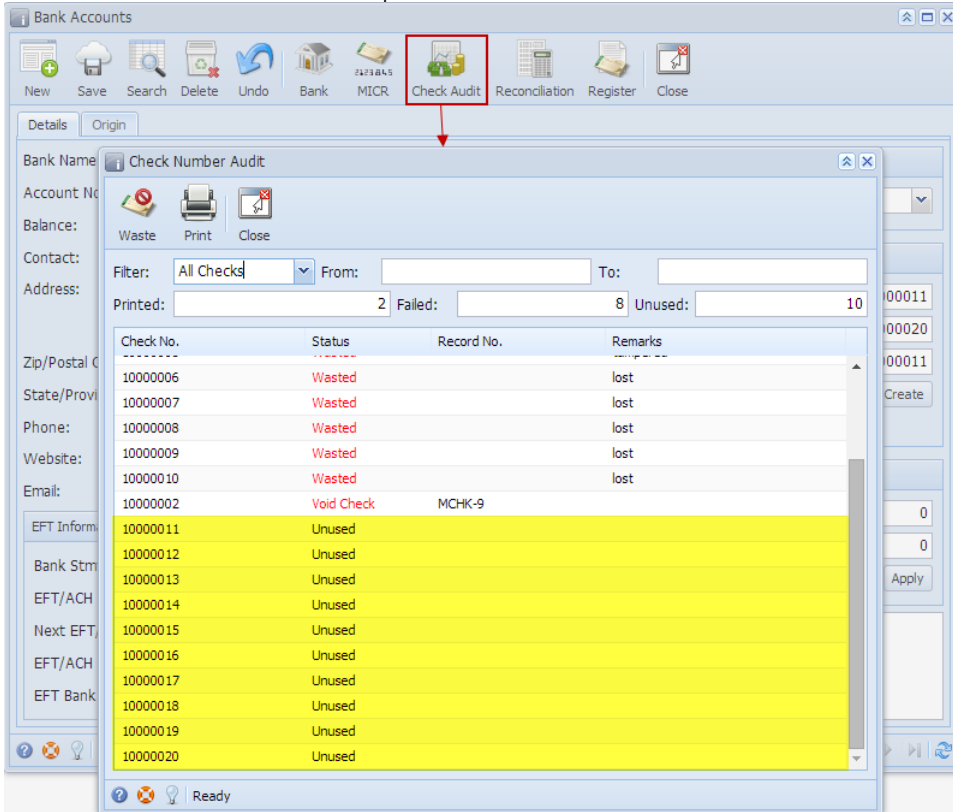 Bank Accounts
New Save Search Delete Undo Bank MICR Check Audit Reconciliation Register Close
Details Origin
Bank Name
Account No
Balance:
Contact:
Address:
Zip/Postal
State/Provi
Phone:
Website:
Email:
EFT Inform
Bank Stm
EFT/ACH
Next EFT/
EFT/ACH
EFT Bank
Check Number Audit
Waste Print Close
Filter: All Checks From: To:
Printed: 2 Failed: 8 Unused: 10
Check No. Status Record No. Remarks
10000006 Wasted lost
10000007 Wasted lost
10000008 Wasted lost
10000009 Wasted lost
10000010 Wasted lost
10000002 Void Check MCHK-9
10000011 Unused
10000012 Unused
10000013 Unused
10000014 Unused
10000015 Unused
10000016 Unused
10000017 Unused
10000018 Unused
10000019 Unused
10000020 Unused
Ready
00011
00020
00011
Create
0
0
Apply